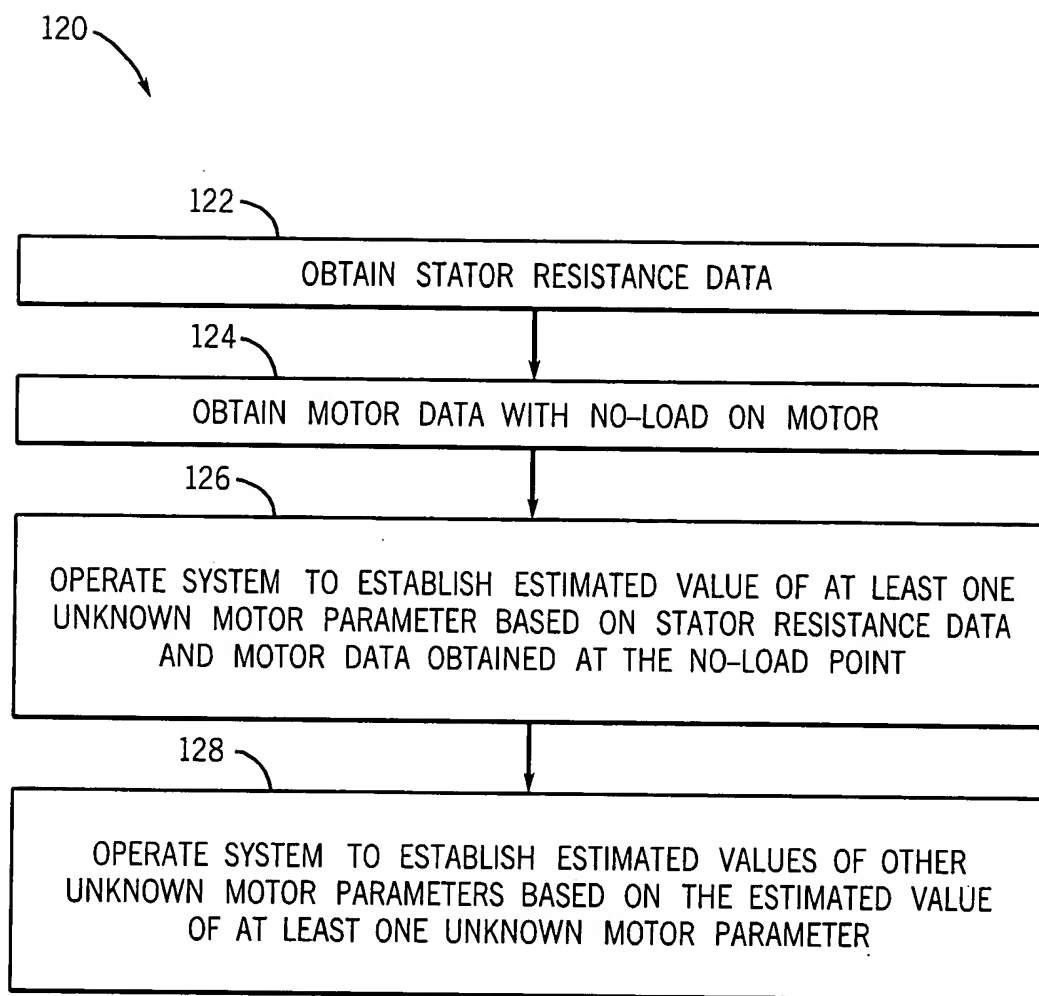 120
122
OBTAIN STATOR RESISTANCE DATA
124
OBTAIN MOTOR DATA WITH NO-LOAD ON MOTOR
126
OPERATE SYSTEM TO ESTABLISH ESTIMATED VALUE OF AT LEAST ONE
UNKNOWN MOTOR PARAMETER BASED ON STATOR RESISTANCE DATA
AND MOTOR DATA OBTAINED AT THE NO-LOAD POINT
128
OPERATE SYSTEM TO ESTABLISH ESTIMATED VALUES OF OTHER
UNKNOWN MOTOR PARAMETERS BASED ON THE ESTIMATED VALUE
OF AT LEAST ONE UNKNOWN MOTOR PARAMETER